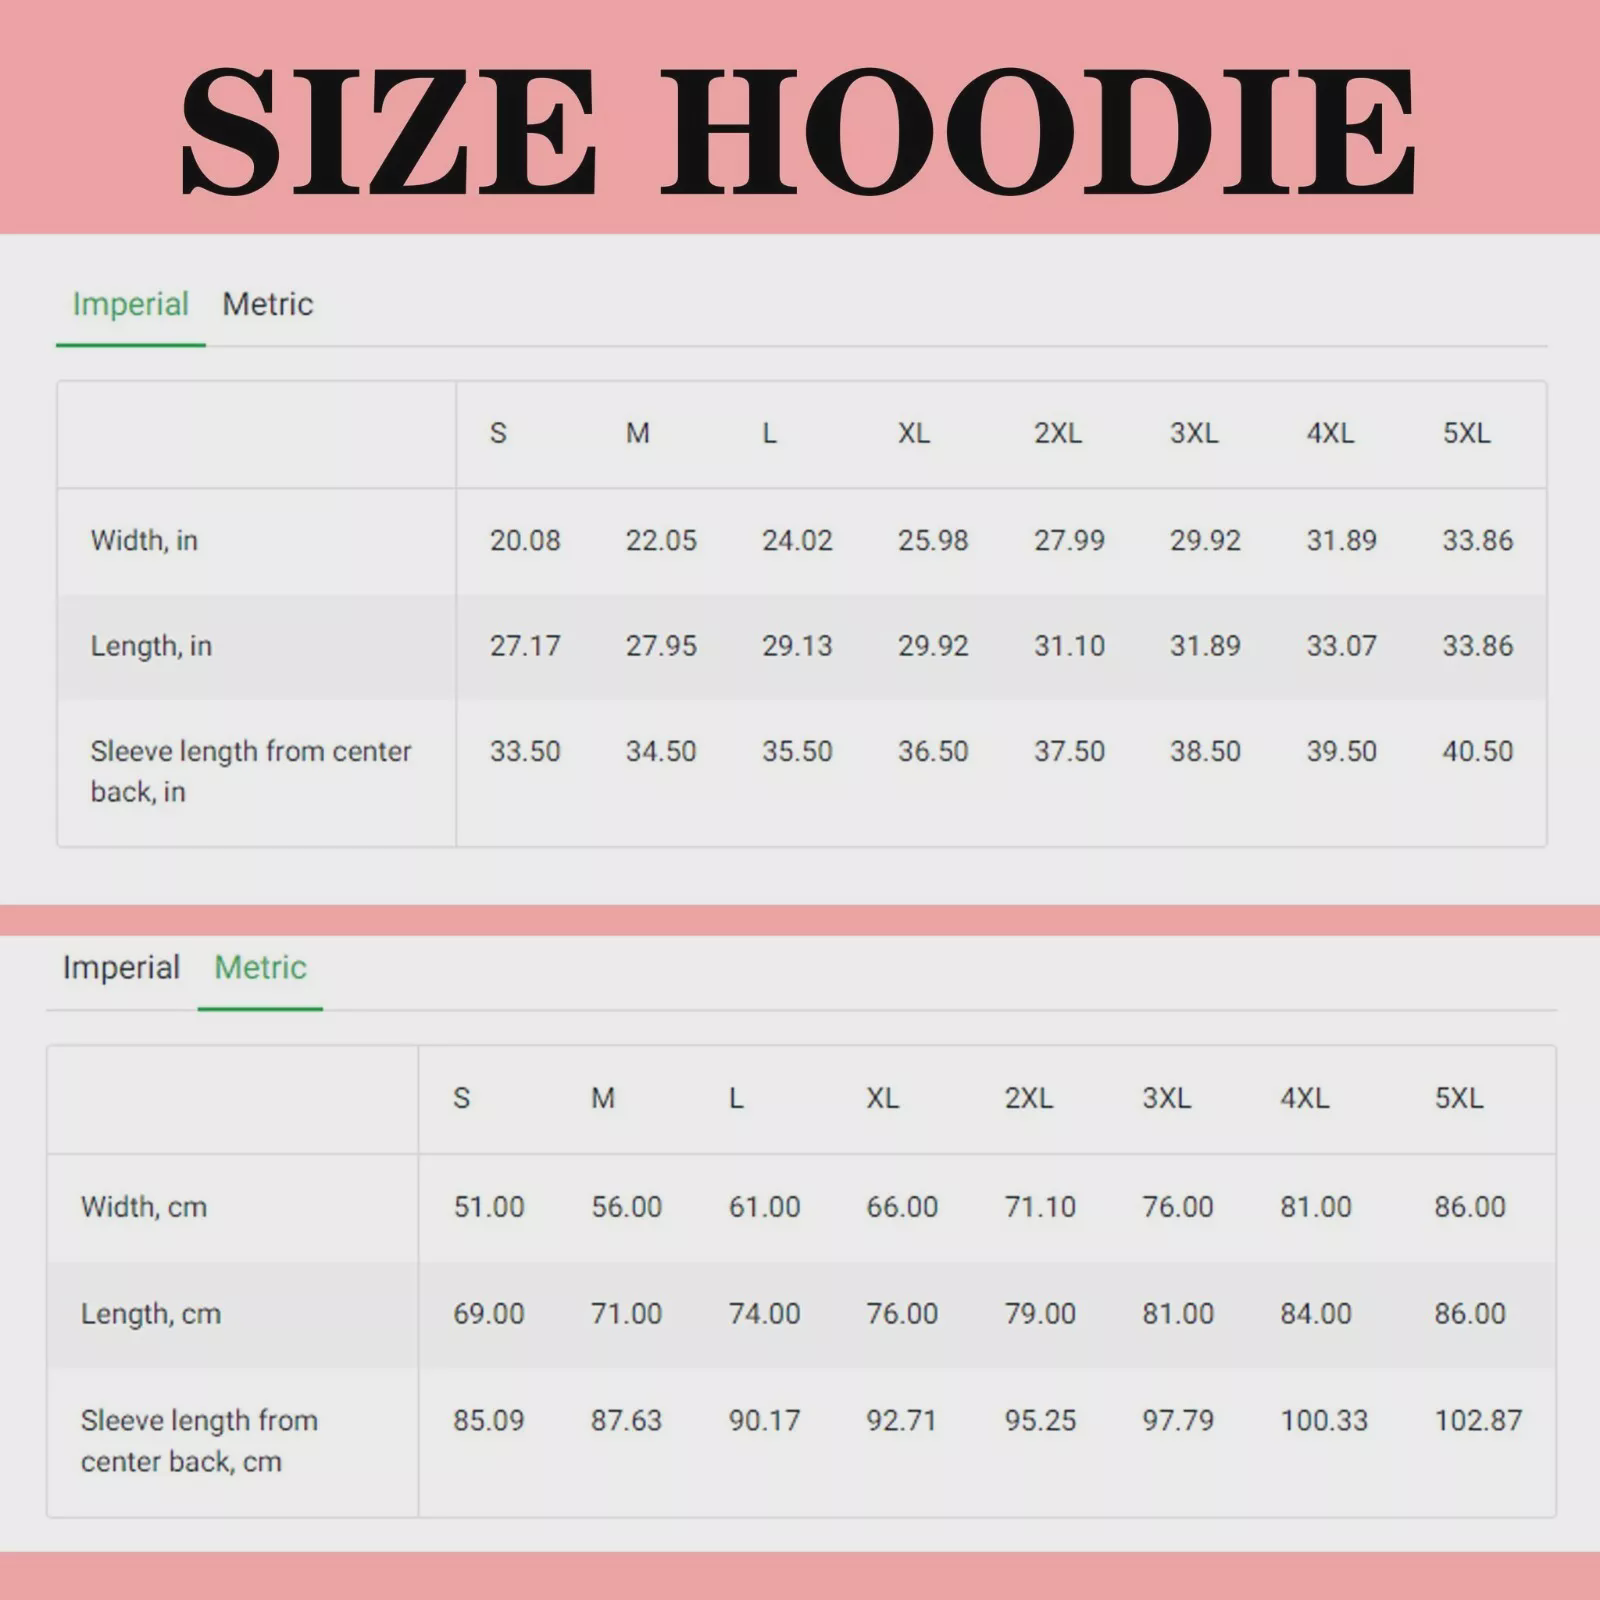 SIZE HOODIE
Imperial Metric
S M L XL 2XL 3XL 4XL 5XL
Width, in 20.08 22.05 24.02 25.98 27.99 29.92 31.89 33.86
Length, in 27.17 27.95 29.13 29.92 31.10 31.89 33.07 33.86
Sleeve length from center 33.50 34.50 35.50 36.50 37.50 38.50 39.50 40.50
back, in
Imperial Metric
S M L XL 2XL 3XL 4XL 5XL
Width, cm 51.00 56.00 61.00 66.00 71.10 76.00 81.00 86.00
Length, cm 69.00 71.00 74.00 76.00 79.00 81.00 84.00 86.00
Sleeve length from 85.09 87.63 90.17 92.71 95.25 97.79 100.33 102.87
center back, cm